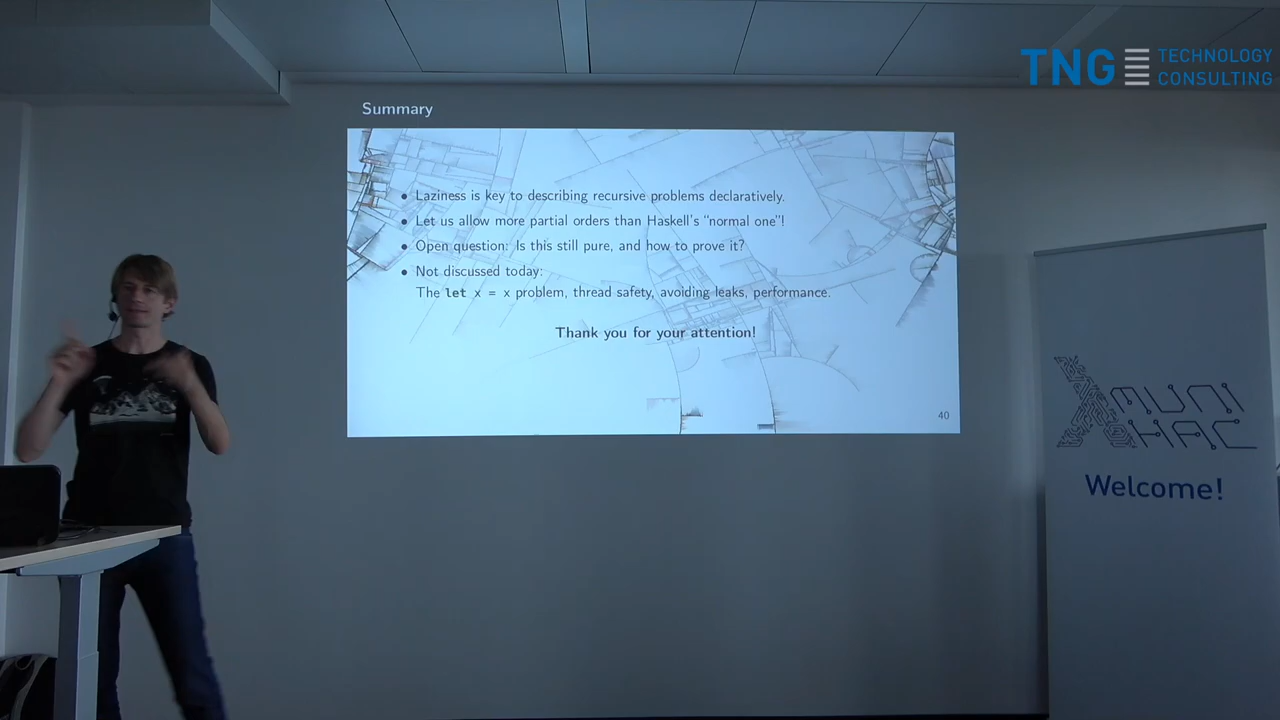 TNG TECHNOLOGY
CONSULTING
Summary
• Laziness is key to describing recursive problems declaratively.
• Let us allow more partial orders than Haskell's “normal one”!
• Open question: Is this still pure, and how to prove it?
• Not discussed today:
The let x = x problem, thread safety, avoiding leaks, performance.
Thank you for your attention!
40
MUNI
HAC
Welcome!